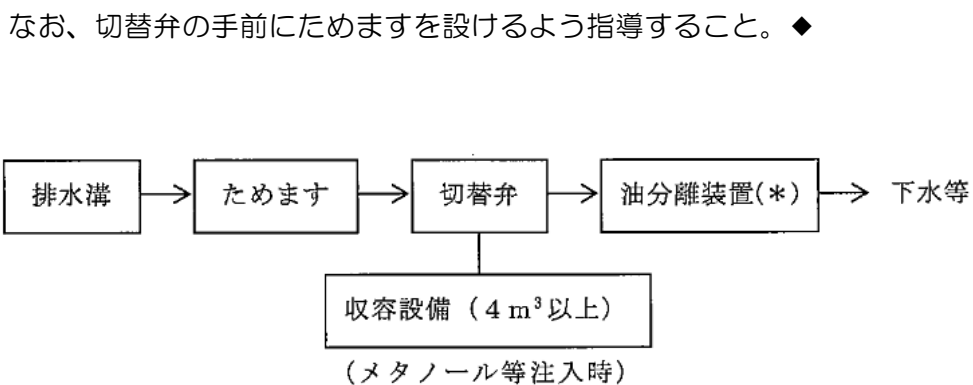 なお、切替弁の手前にためますを設けるよう指導すること。◆
排水溝 → ためます → 切替弁 → 油分離装置(＊) → 下水等
収容設備（４ｍ³以上）
（メタノール等注入時）